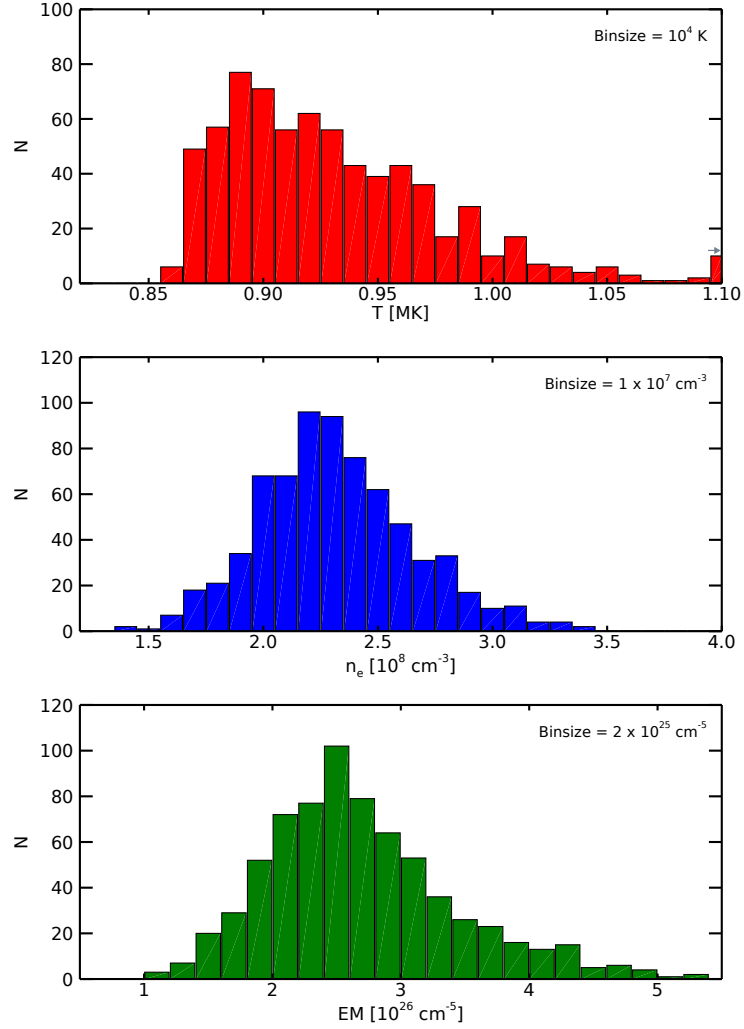 100
80
60
40
20
0
N
Binsize = 10⁴ K
0.85 0.90 0.95 1.00 1.05 1.10
T [MK]
120
100
80
60
40
20
0
N
Binsize = 1 x 10⁷ cm⁻³
1.5 2.0 2.5 3.0 3.5 4.0
nₑ [10⁸ cm⁻³]
120
100
80
60
40
20
0
N
Binsize = 2 x 10²⁵ cm⁻⁵
1 2 3 4 5
EM [10²⁶ cm⁻⁵]